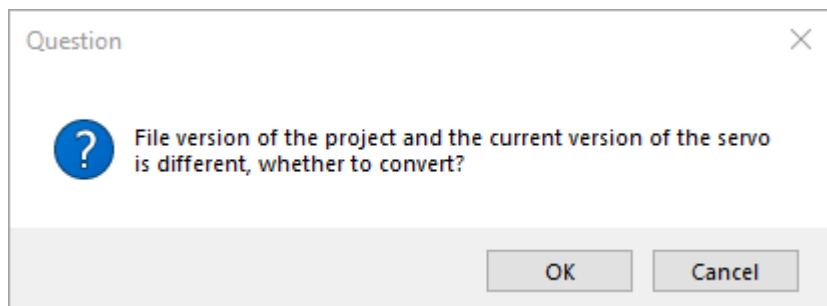 Question
File version of the project and the current version of the servo
is different, whether to convert?
OK
Cancel